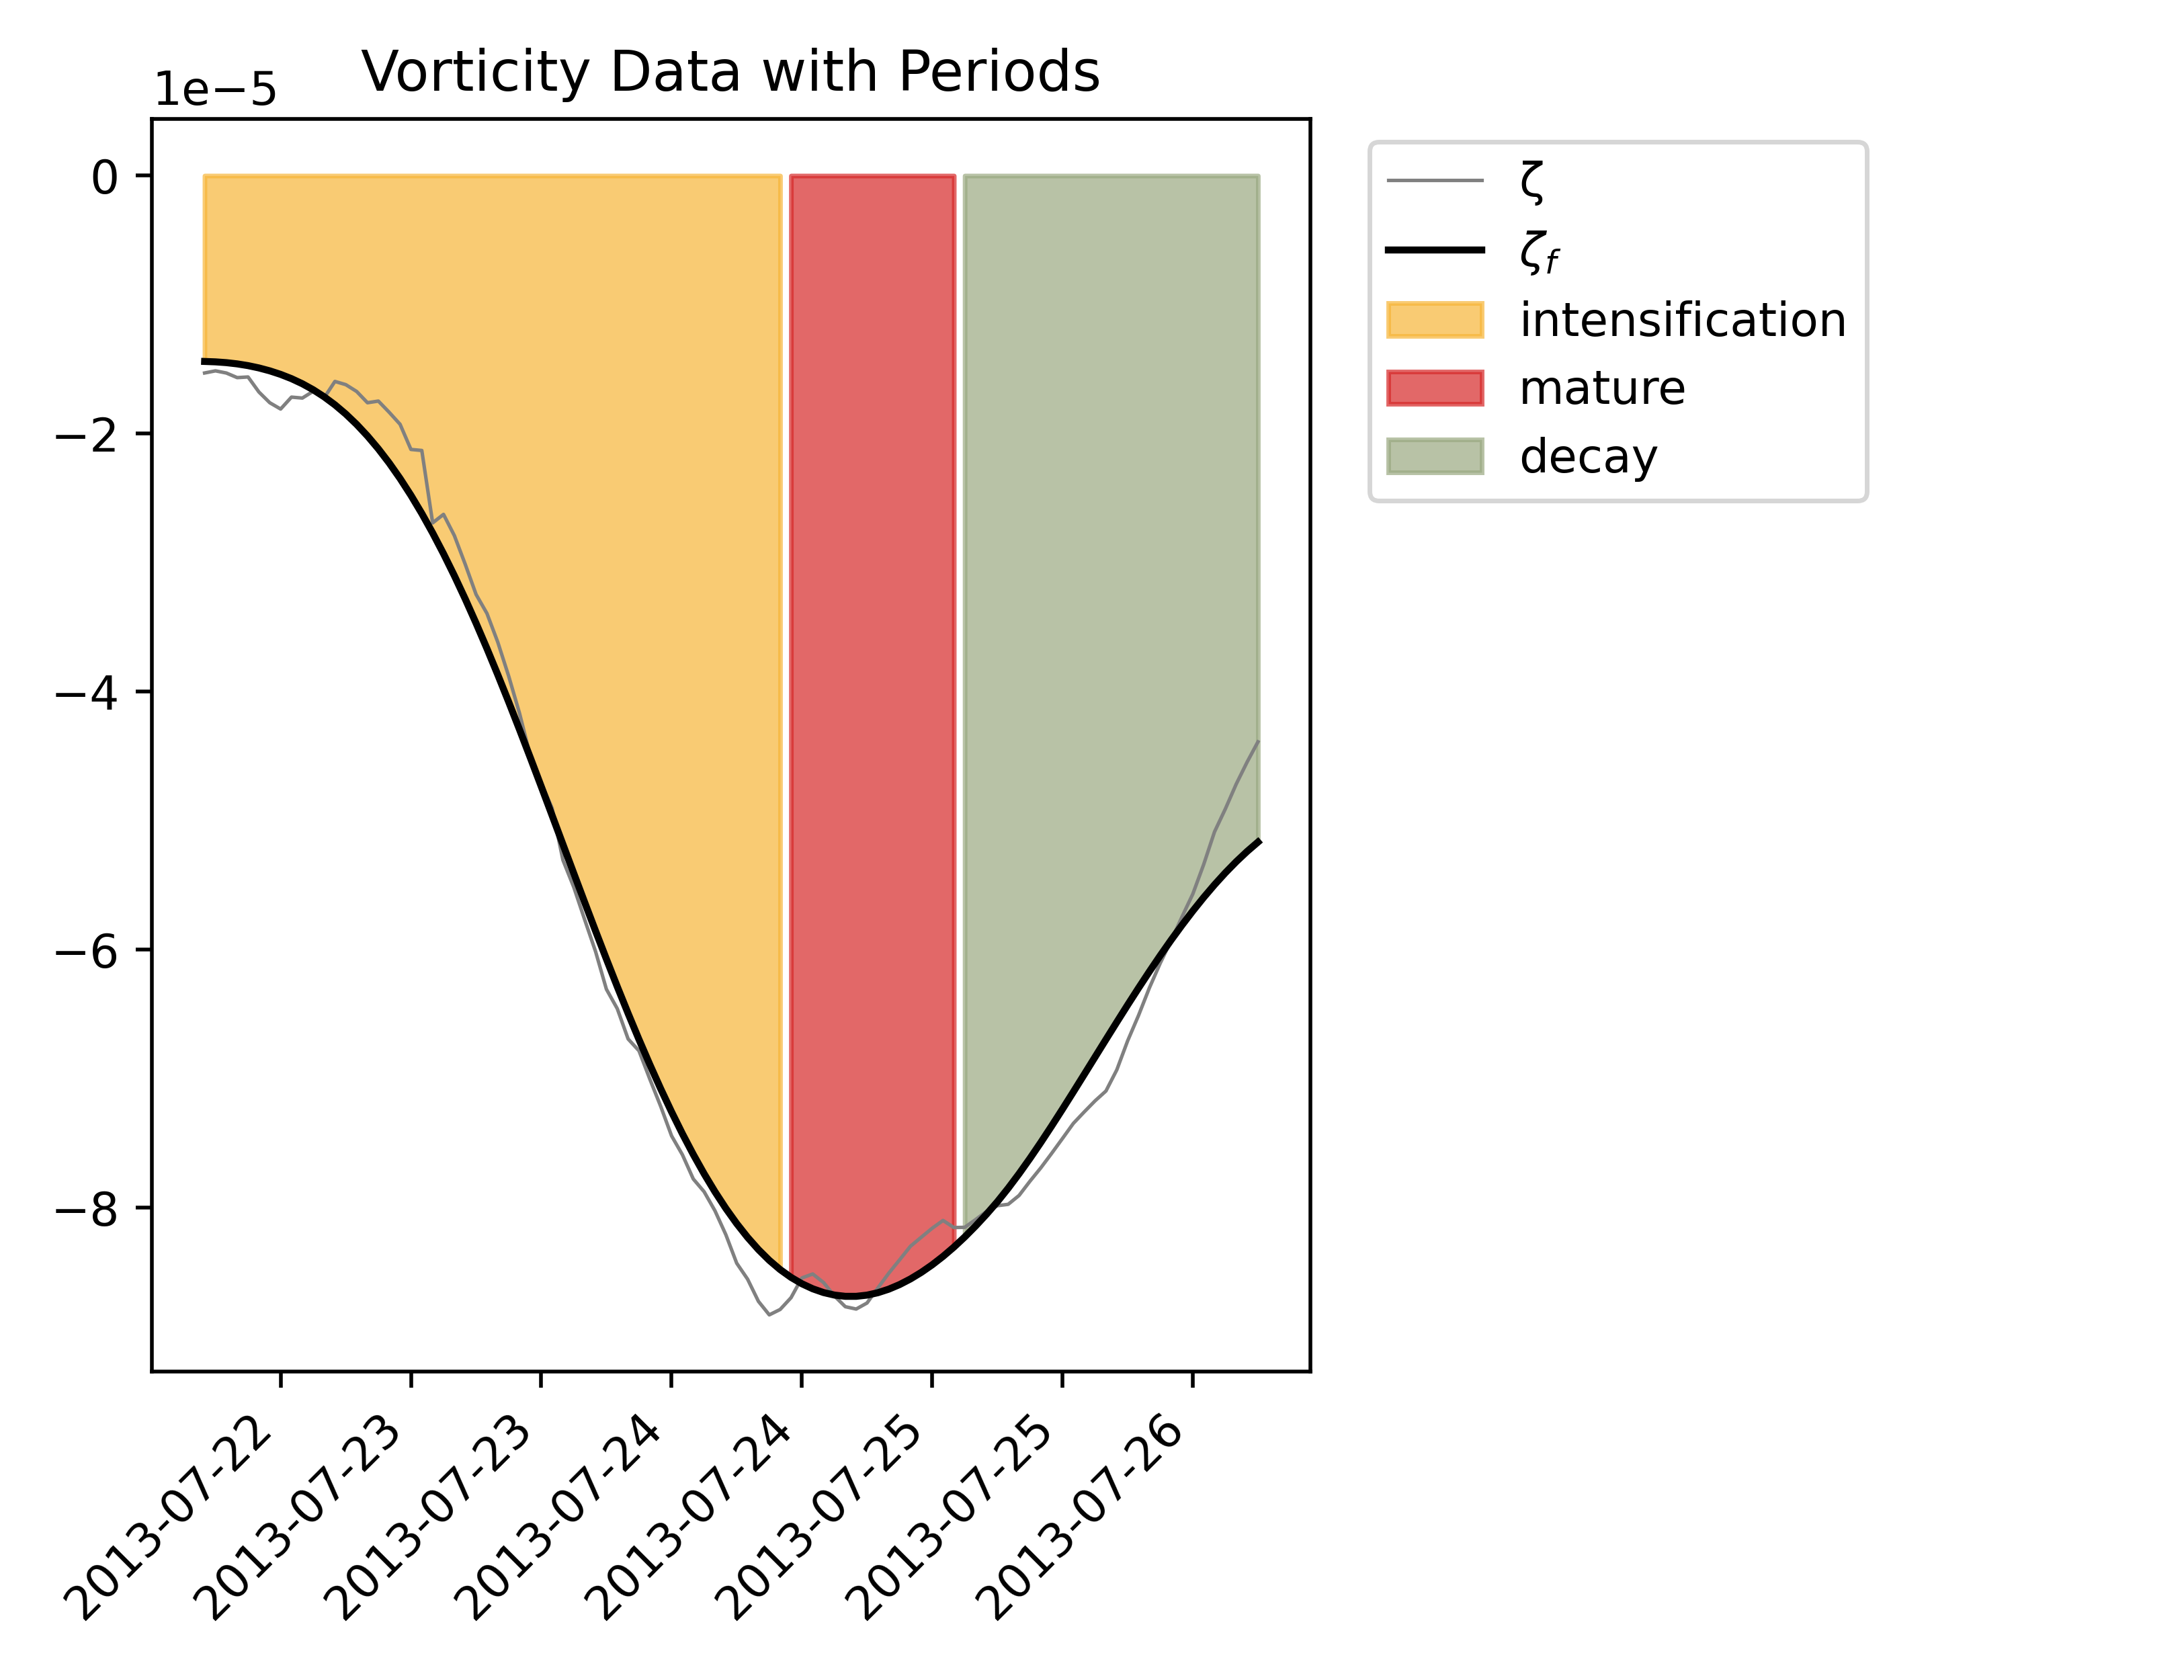 Vorticity Data with Periods
1e−5
0
−2
−4
−6
−8
2013-07-22
2013-07-23
2013-07-23
2013-07-24
2013-07-24
2013-07-25
2013-07-25
2013-07-26
ζ
ζf
intensification
mature
decay